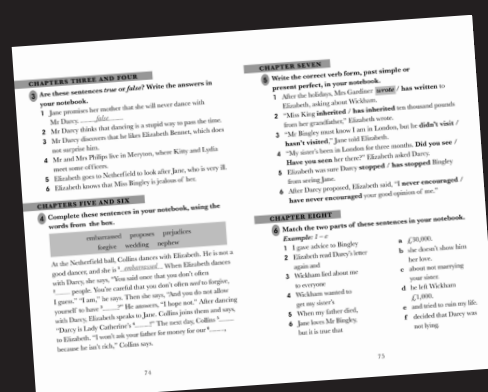 CHAPTERS THREE AND FOUR
3 Are these sentences true or false? Write the answers in
your notebook.
1 Jane promises her mother that she will never dance with
Mr Darcy. false
2 Mr Darcy thinks that dancing is a stupid way to pass the time.
3 Mr Darcy discovers that he likes Elizabeth Bennet, which does
not surprise him.
4 Mr and Mrs Philips live in Meryton, where Kitty and Lydia
meet some officers.
5 Elizabeth goes to Netherfield to look after Jane, who is very ill.
6 Elizabeth knows that Miss Bingley is jealous of her.
CHAPTERS FIVE AND SIX
4 Complete these sentences in your notebook, using the
words from the box.
embarrassed proposes prejudices
forgive wedding nephew
At the Netherfield ball, Collins dances with Elizabeth. He is not a
good dancer, and she is 1 embarrassed . When Elizabeth dances
with Darcy, she says, "You said once that you don't often
2 people. You're careful that you don't often need to forgive,
I guess." "I am," he says. Then she says, "And you do not allow
yourself to have 3 ?" He answers, "I hope not." After dancing
with Darcy, Elizabeth speaks to Jane. Collins joins them and says,
"Darcy is Lady Catherine's 4 !" The next day, Collins 5
to Elizabeth. "I won't ask your father for money for our 6 ,
because he isn't rich," Collins says.
74
CHAPTER SEVEN
5 Write the correct verb form, past simple or
present perfect, in your notebook.
1 After the holidays, Mrs Gardiner wrote / has written to
Elizabeth, asking about Wickham.
2 "Miss King inherited / has inherited ten thousand pounds
from her grandfather," Elizabeth wrote.
3 "Mr Bingley must know I am in London, but he didn't visit /
hasn't visited," Jane told Elizabeth.
4 "My sister's been in London for three months. Did you see /
Have you seen her there?" Elizabeth asked Darcy.
5 Elizabeth was sure Darcy stopped / has stopped Bingley
from seeing Jane.
6 After Darcy proposed, Elizabeth said, "I never encouraged /
have never encouraged your good opinion of me."
CHAPTER EIGHT
6 Match the two parts of these sentences in your notebook.
Example: 1 – c
1 I gave advice to Bingley
2 Elizabeth read Darcy's letter
again and
3 Wickham lied about me
to everyone
4 Wickham wanted to
get my sister's
5 When my father died,
6 Jane loves Mr Bingley,
but it is true that
a £30,000.
b she doesn't show him
her love.
c about not marrying
your sister.
d he left Wickham
£1,000.
e and tried to ruin my life.
f decided that Darcy was
not lying.
75